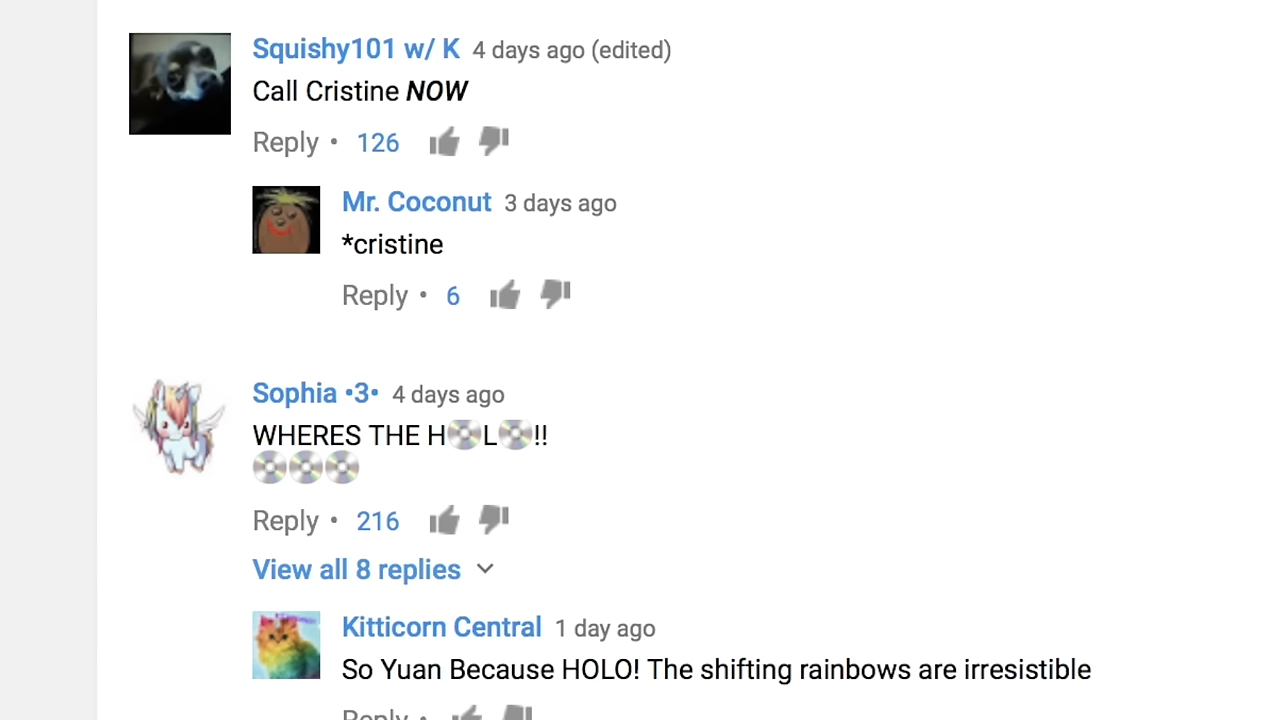 Squishy101 w/ K 4 days ago (edited)
Call Cristine NOW
Reply • 126
Mr. Coconut 3 days ago
*cristine
Reply • 6
Sophia •3• 4 days ago
WHERES THE H💿L💿!!
💿💿💿
Reply • 216
View all 8 replies
Kitticorn Central 1 day ago
So Yuan Because HOLO! The shifting rainbows are irresistible
Reply •